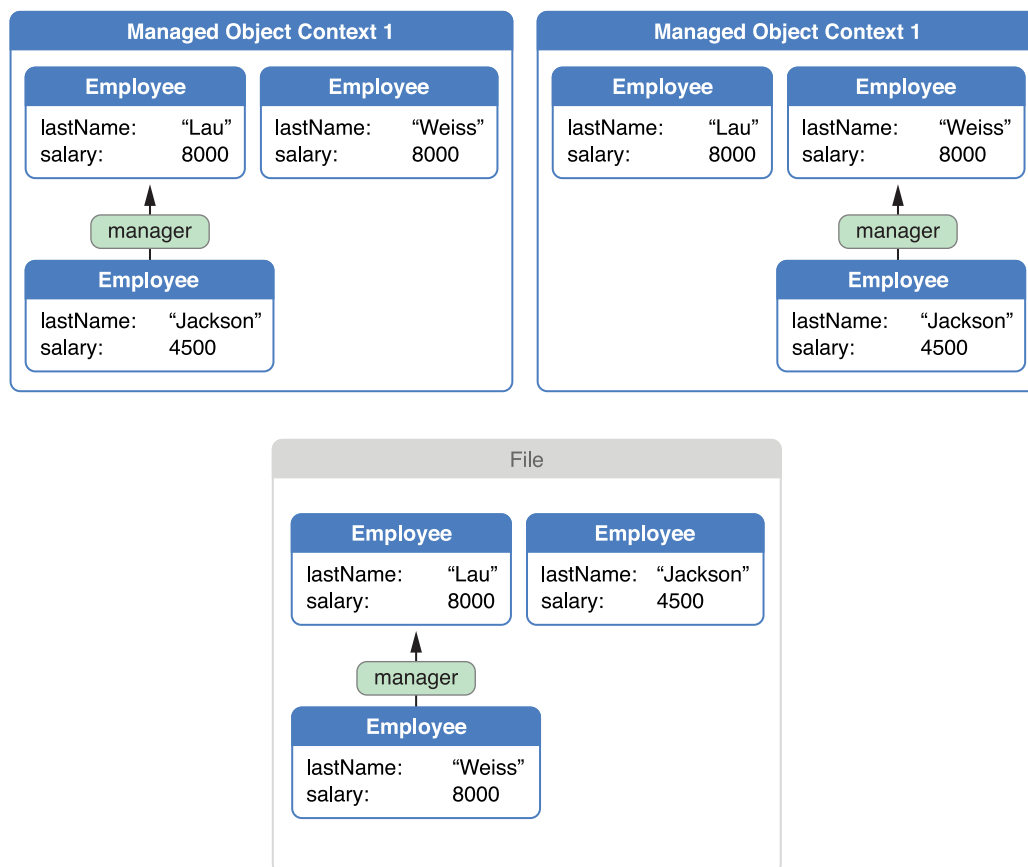 Managed Object Context 1
Employee
lastName: “Lau”
salary: 8000
Employee
lastName: “Weiss”
salary: 8000
manager
Employee
lastName: “Jackson”
salary: 4500
Managed Object Context 1
Employee
lastName: “Lau”
salary: 8000
Employee
lastName: “Weiss”
salary: 8000
manager
Employee
lastName: “Jackson”
salary: 4500
File
Employee
lastName: “Lau”
salary: 8000
Employee
lastName: “Jackson”
salary: 4500
manager
Employee
lastName: “Weiss”
salary: 8000